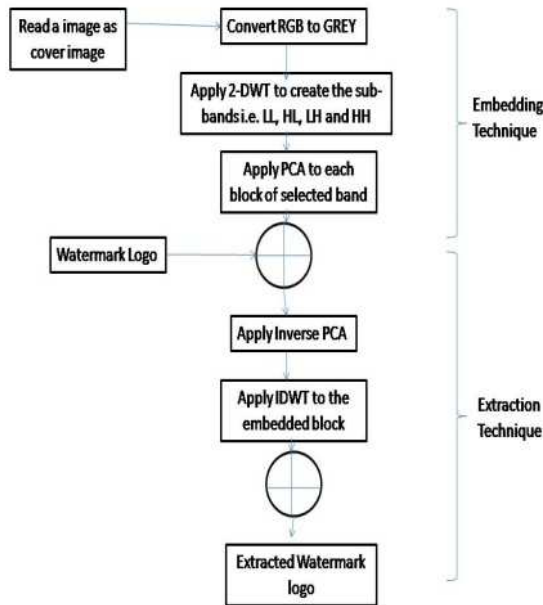 Read a image as
cover image
Convert RGB to GREY
Apply 2-DWT to create the sub-
bands i.e. LL, HL, LH and HH
Apply PCA to each
block of selected band
Embedding
Technique
Watermark Logo
Apply Inverse PCA
Apply IDWT to the
embedded block
Extraction
Technique
Extracted Watermark
logo